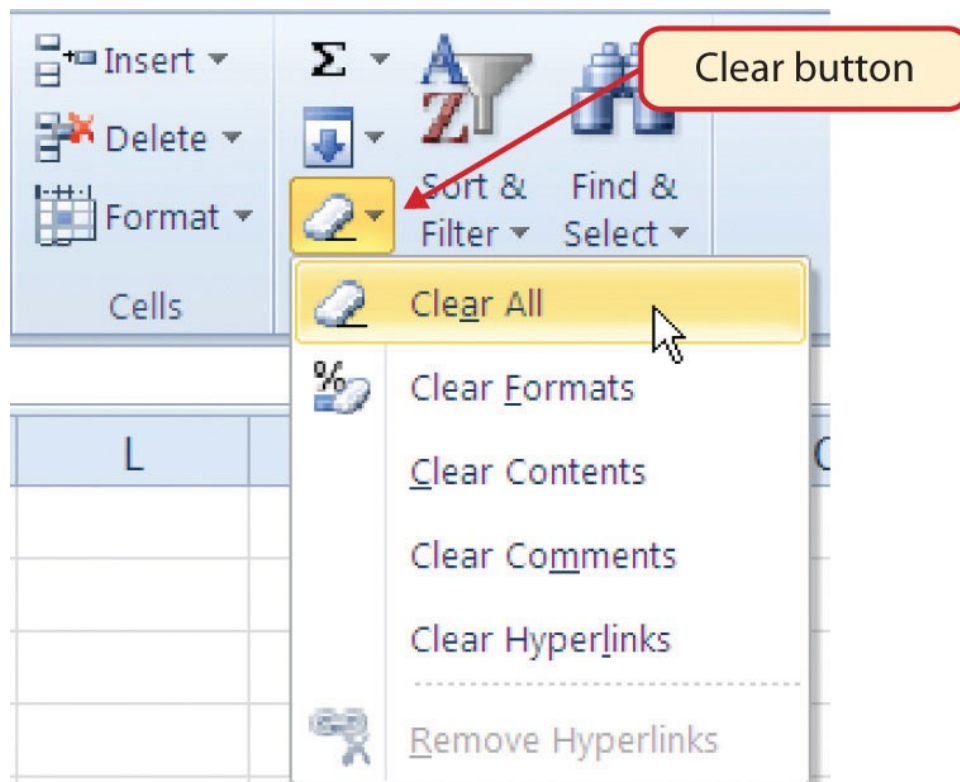 Insert
Delete
Format
Cells
Σ
A
Z
Sort &
Filter
Find &
Select
Clear button
Clear All
Clear Formats
Clear Contents
Clear Comments
Clear Hyperlinks
Remove Hyperlinks
%
L